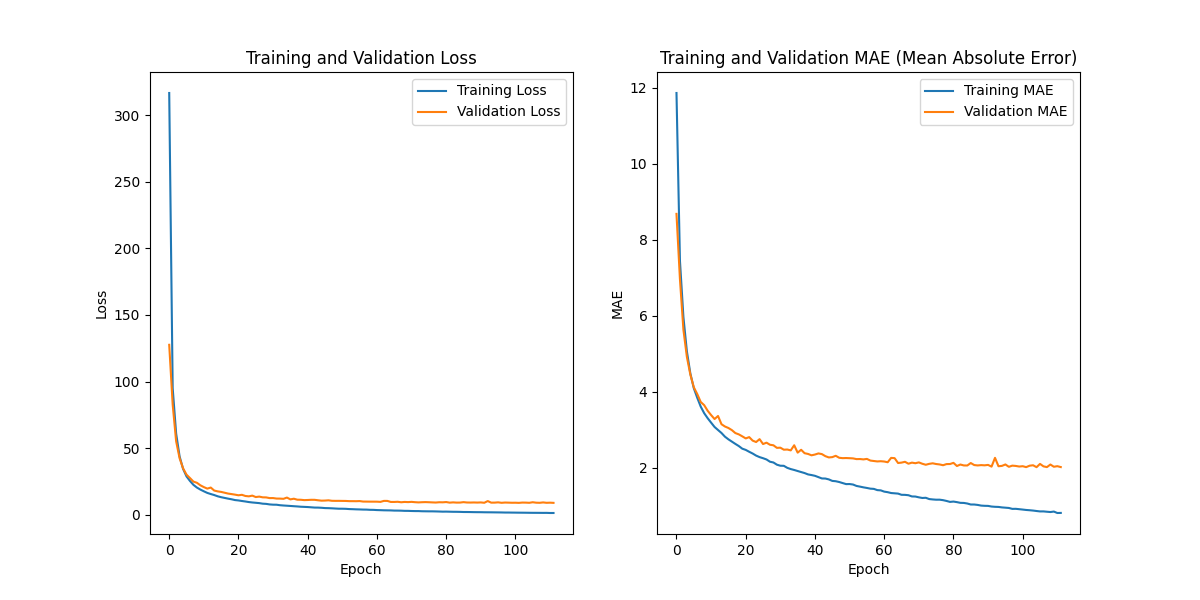 Training and Validation Loss
Training Loss
Validation Loss
300
250
200
150
100
50
0
Loss
0 20 40 60 80 100
Epoch
Training and Validation MAE (Mean Absolute Error)
Training MAE
Validation MAE
12
10
8
6
4
2
MAE
0 20 40 60 80 100
Epoch